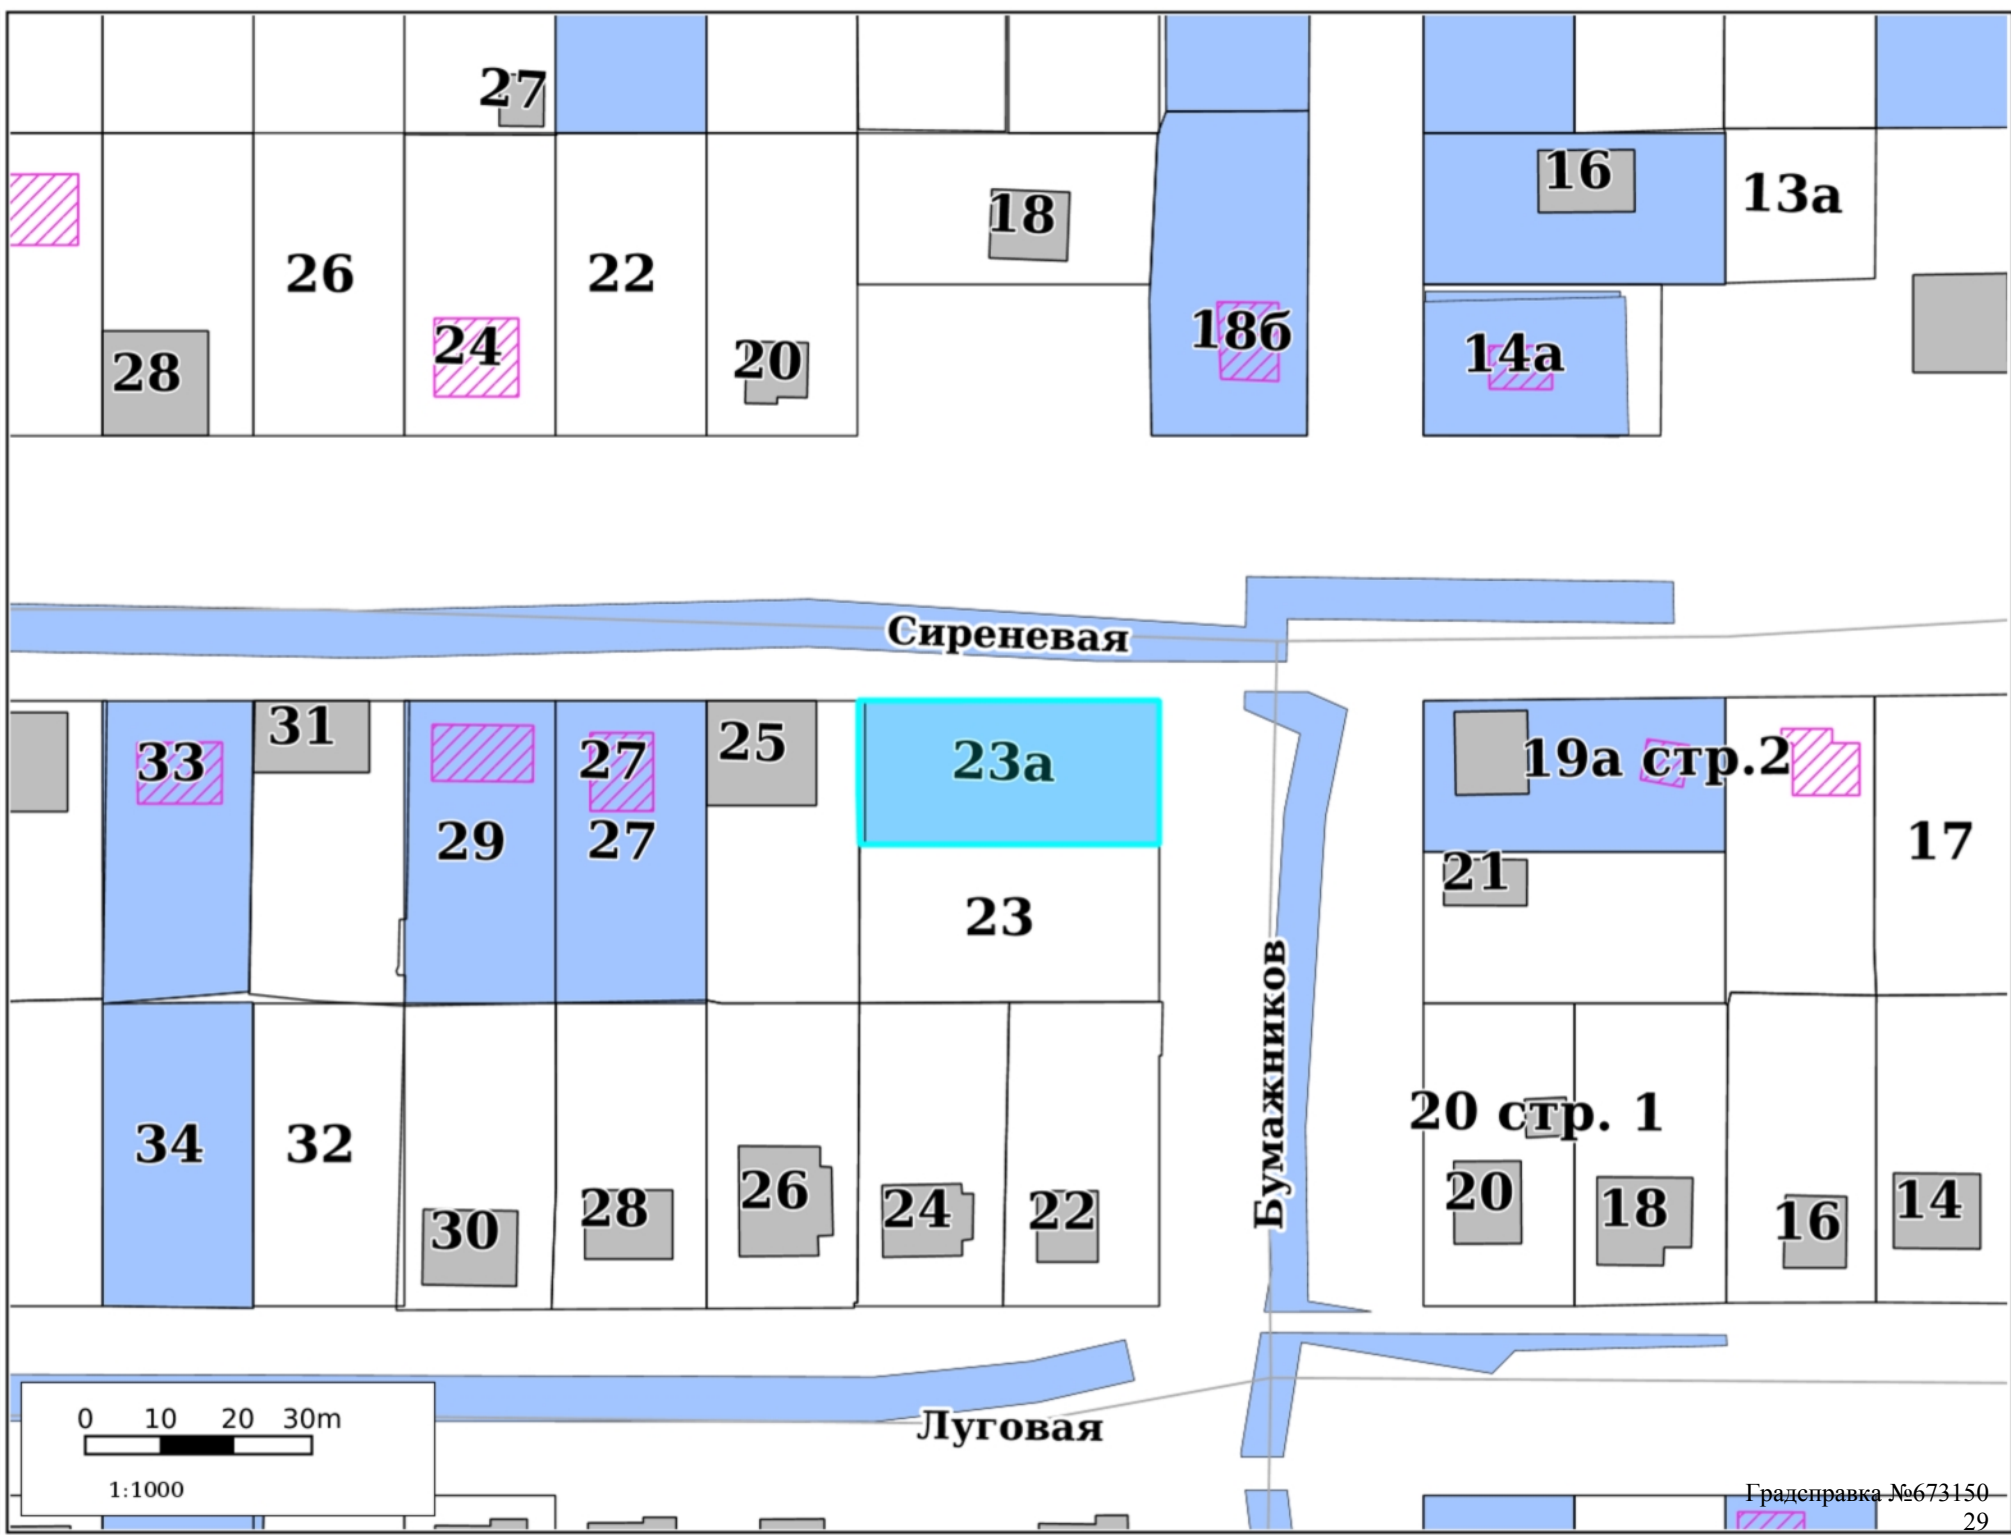 27
16
13а
18
26
22
18б
24
20
14а
28
Сиреневая
31
25
33
27
23а
19а стр.2
29
27
17
21
23
Бумажников
34
32
20 стр. 1
26
20
28
24
22
18
14
30
16
0 10 20 30m
1:1000
Луговая
Градсправка №673150
29